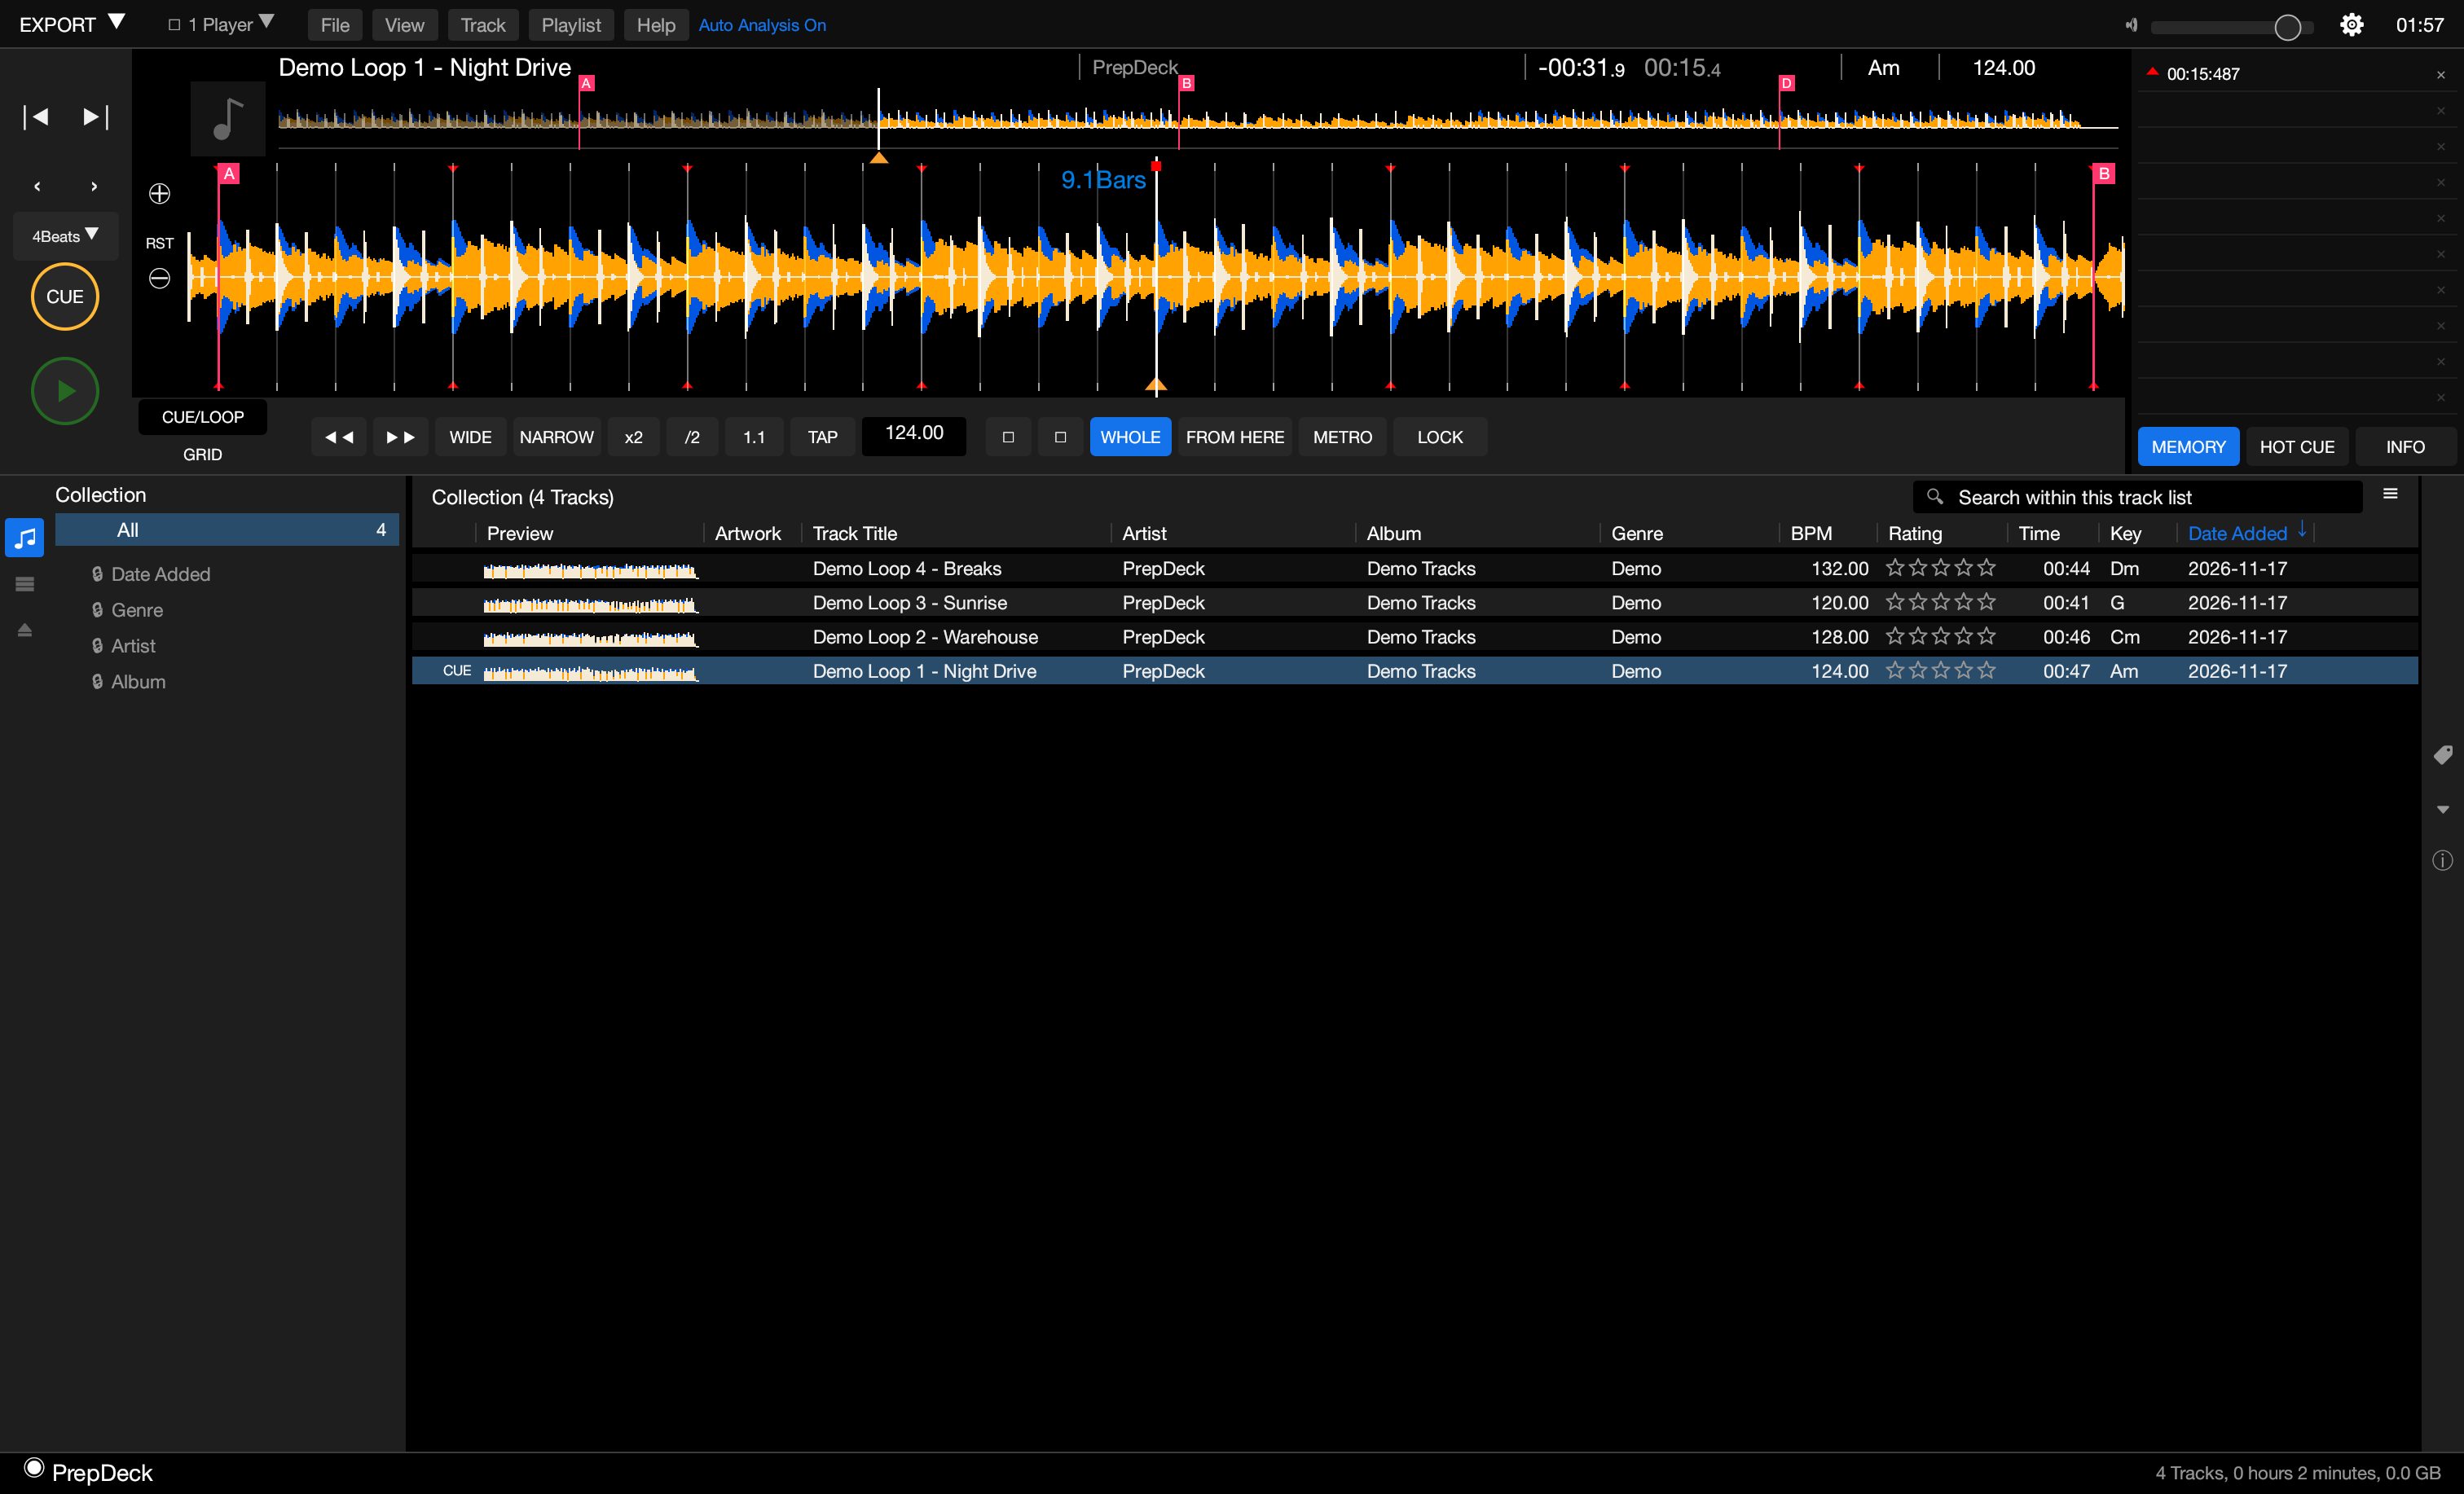 EXPORT 1 Player File View Track Playlist Help Auto Analysis On 01:57
Demo Loop 1 - Night Drive PrepDeck -00:31.9 00:15.4 Am 124.00
A B D
00:15:487
A 9.1Bars B
4Beats
RST
CUE
CUE/LOOP
GRID
WIDE NARROW x2 /2 1.1 TAP 124.00 WHOLE FROM HERE METRO LOCK
MEMORY HOT CUE INFO
Collection
All 4
Date Added
Genre
Artist
Album
Collection (4 Tracks) Search within this track list
Preview Artwork Track Title Artist Album Genre BPM Rating Time Key Date Added
Demo Loop 4 - Breaks PrepDeck Demo Tracks Demo 132.00 00:44 Dm 2026-11-17
Demo Loop 3 - Sunrise PrepDeck Demo Tracks Demo 120.00 00:41 G 2026-11-17
Demo Loop 2 - Warehouse PrepDeck Demo Tracks Demo 128.00 00:46 Cm 2026-11-17
CUE Demo Loop 1 - Night Drive PrepDeck Demo Tracks Demo 124.00 00:47 Am 2026-11-17
PrepDeck 4 Tracks, 0 hours 2 minutes, 0.0 GB